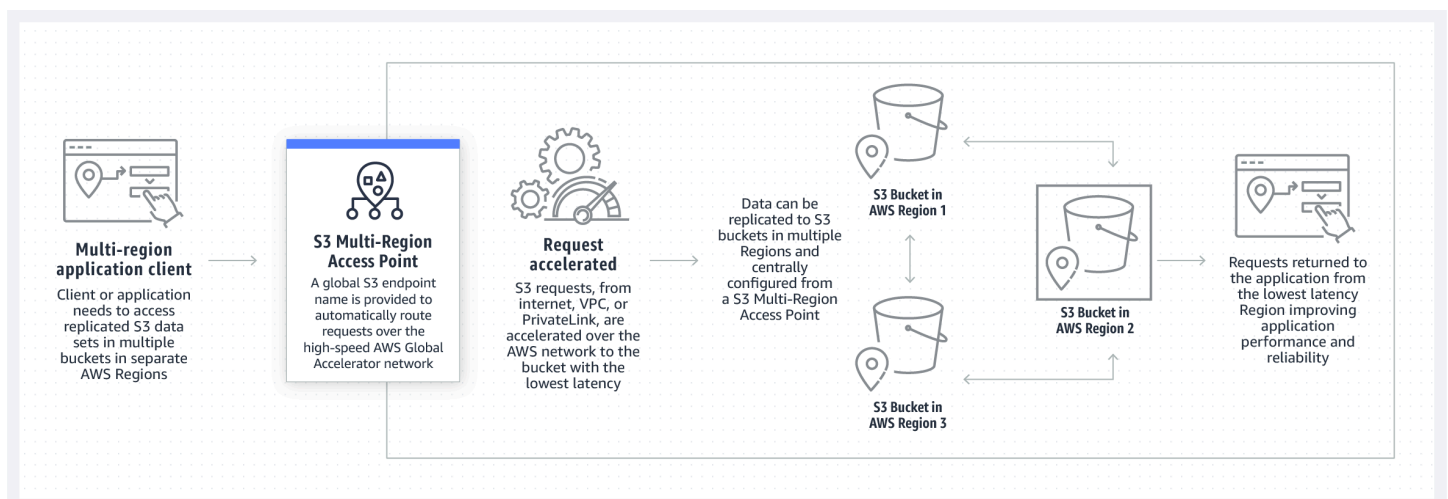 Multi-region
application client
Client or application
needs to access
replicated S3 data
sets in multiple
buckets in separate
AWS Regions
S3 Multi-Region
Access Point
A global S3 endpoint
name is provided to
automatically route
requests over the
high-speed AWS Global
Accelerator network
Request
accelerated
S3 requests, from
internet, VPC, or
PrivateLink, are
accelerated over the
AWS network to the
bucket with the
lowest latency
Data can be
replicated to S3
buckets in multiple
Regions and
centrally
configured from
a S3 Multi-Region
Access Point
S3 Bucket in
AWS Region 1
S3 Bucket in
AWS Region 3
S3 Bucket in
AWS Region 2
Requests returned to
the application from
the lowest latency
Region improving
application
performance and
reliability